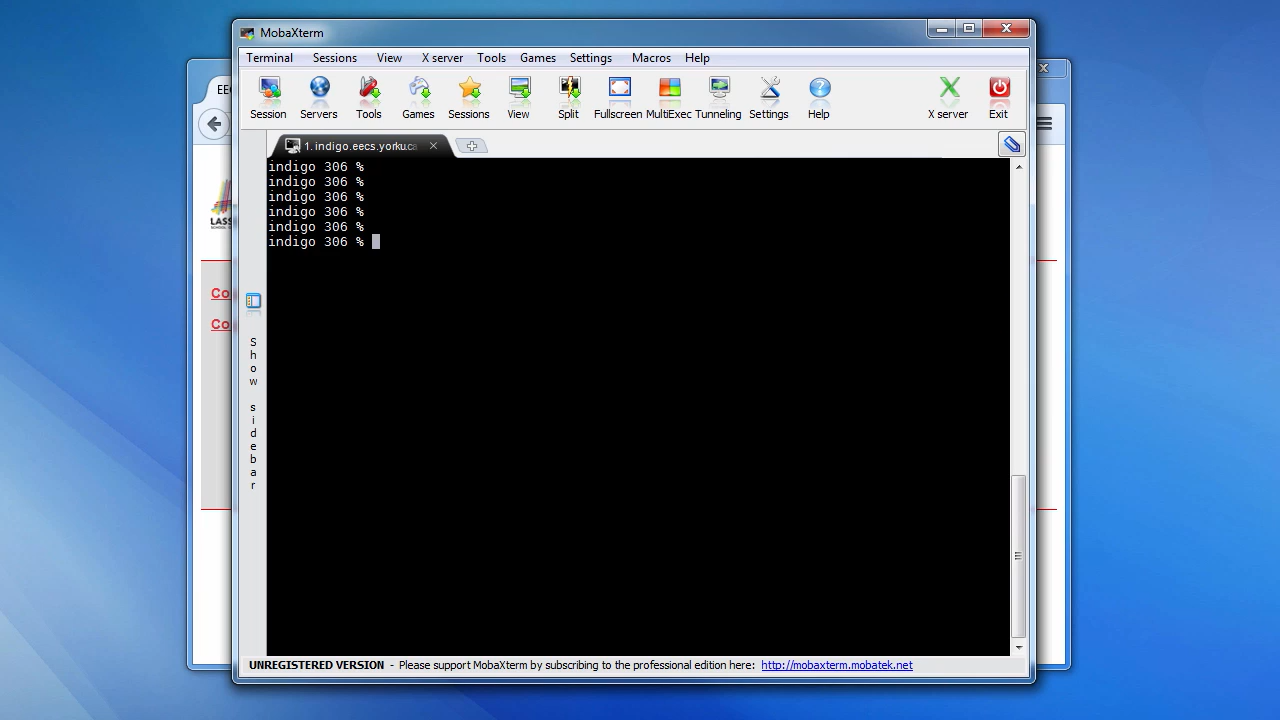 MobaXterm
Terminal Sessions View X server Tools Games Settings Macros Help
Session Servers Tools Games Sessions View Split Fullscreen MultiExec Tunneling Settings Help X server Exit
1. indigo.eecs.yorku.ca
indigo 306 %
indigo 306 %
indigo 306 %
indigo 306 %
indigo 306 %
indigo 306 %
Show sidebar
UNREGISTERED VERSION - Please support MobaXterm by subscribing to the professional edition here: http://mobaxterm.mobatek.net